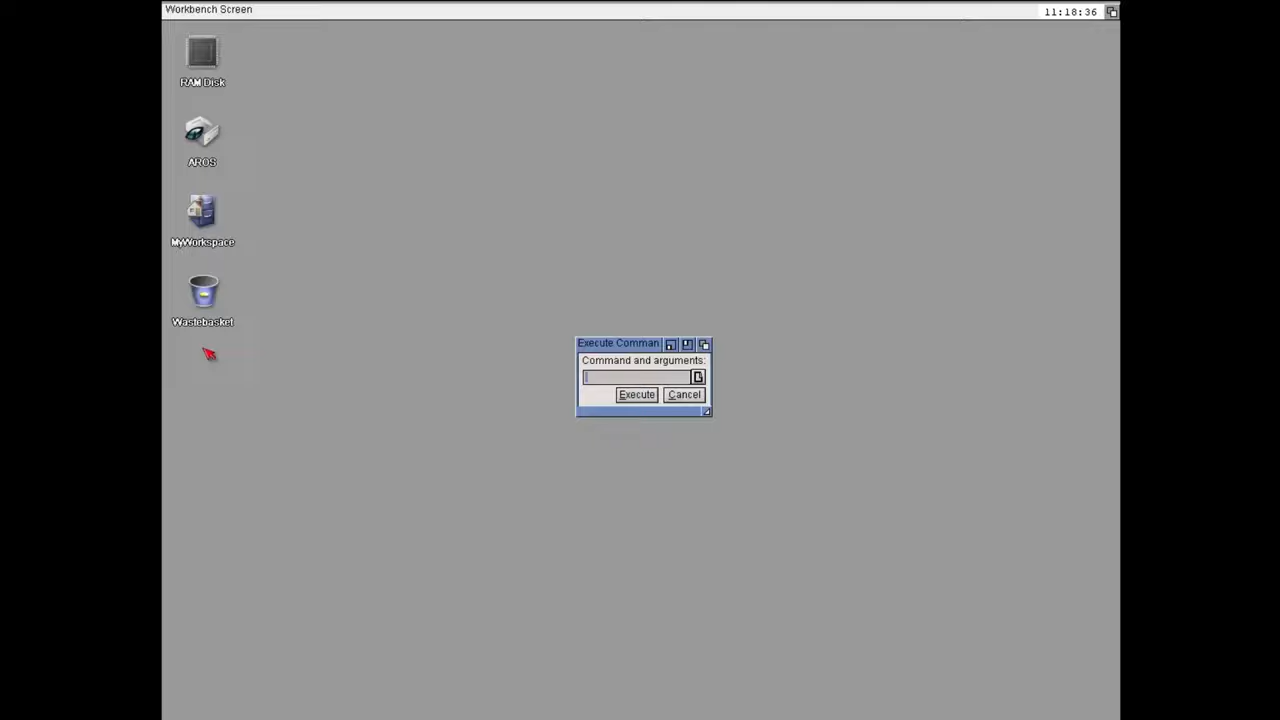 Workbench Screen
11:18:36
RAM Disk
AROS
MyWorkspace
Wastebasket
Execute Comman
Command and arguments:
Execute Cancel